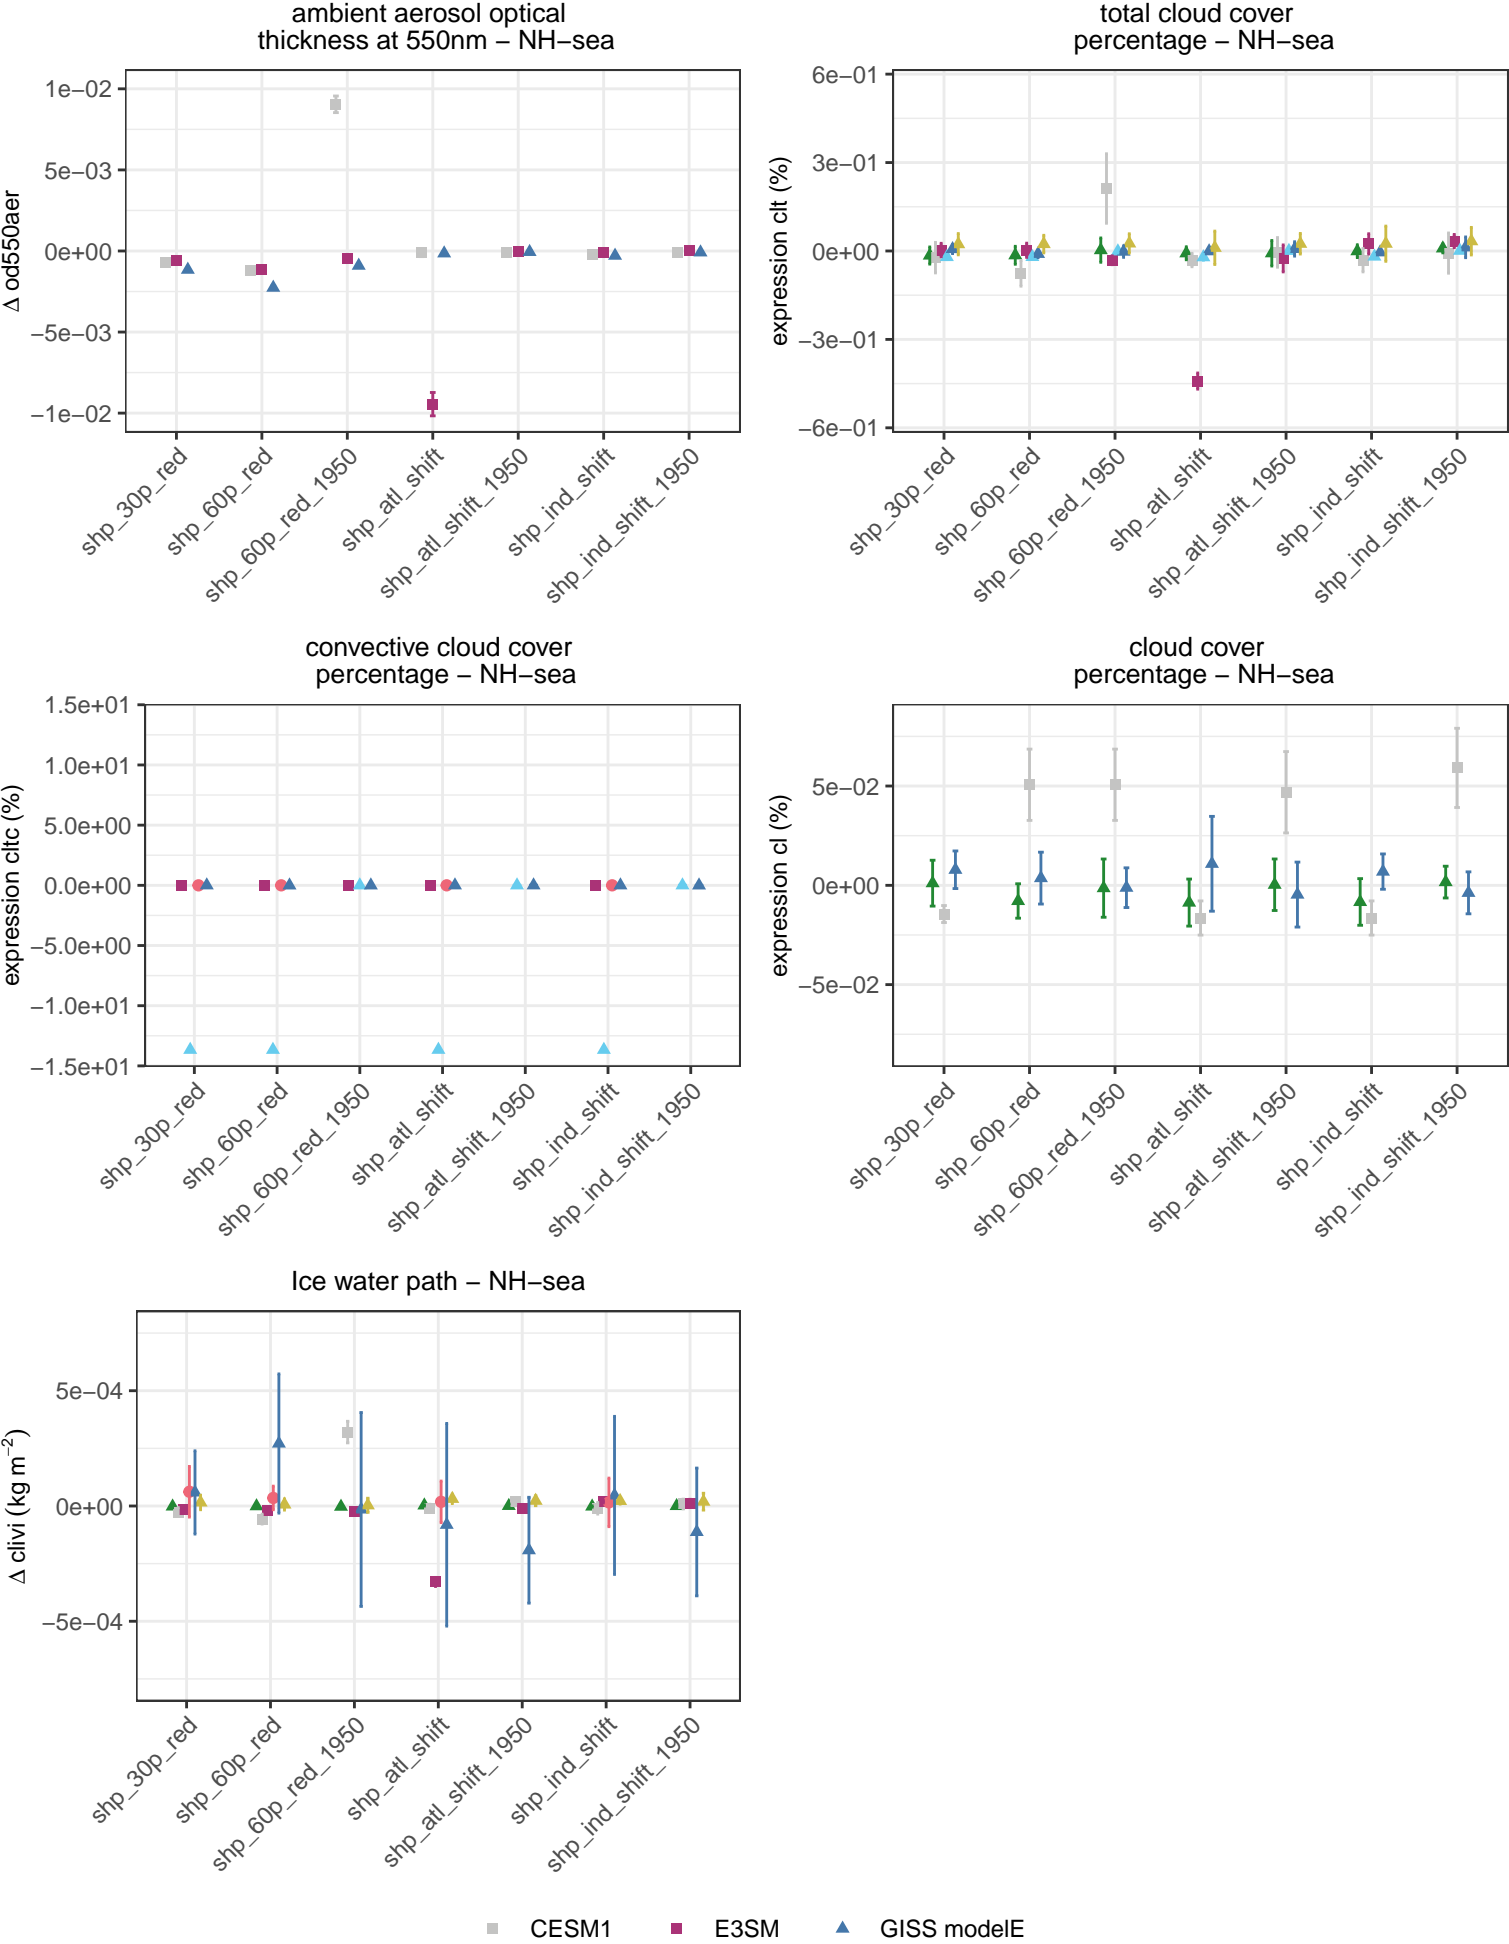 ambient aerosol optical
thickness at 550nm − NH−sea
Δ od550aer
1e−02
5e−03
0e+00
−5e−03
−1e−02
shp_30p_red
shp_60p_red
shp_60p_red_1950
shp_atl_shift
shp_atl_shift_1950
shp_ind_shift
shp_ind_shift_1950
total cloud cover
percentage − NH−sea
expression clt (%)
6e−01
3e−01
0e+00
−3e−01
−6e−01
shp_30p_red
shp_60p_red
shp_60p_red_1950
shp_atl_shift
shp_atl_shift_1950
shp_ind_shift
shp_ind_shift_1950
convective cloud cover
percentage − NH−sea
expression cltc (%)
1.5e+01
1.0e+01
5.0e+00
0.0e+00
−5.0e+00
−1.0e+01
−1.5e+01
shp_30p_red
shp_60p_red
shp_60p_red_1950
shp_atl_shift
shp_atl_shift_1950
shp_ind_shift
shp_ind_shift_1950
cloud cover
percentage − NH−sea
expression cl (%)
5e−02
0e+00
−5e−02
shp_30p_red
shp_60p_red
shp_60p_red_1950
shp_atl_shift
shp_atl_shift_1950
shp_ind_shift
shp_ind_shift_1950
Ice water path − NH−sea
Δ clivi (kg m⁻²)
5e−04
0e+00
−5e−04
shp_30p_red
shp_60p_red
shp_60p_red_1950
shp_atl_shift
shp_atl_shift_1950
shp_ind_shift
shp_ind_shift_1950
CESM1 E3SM GISS modelE